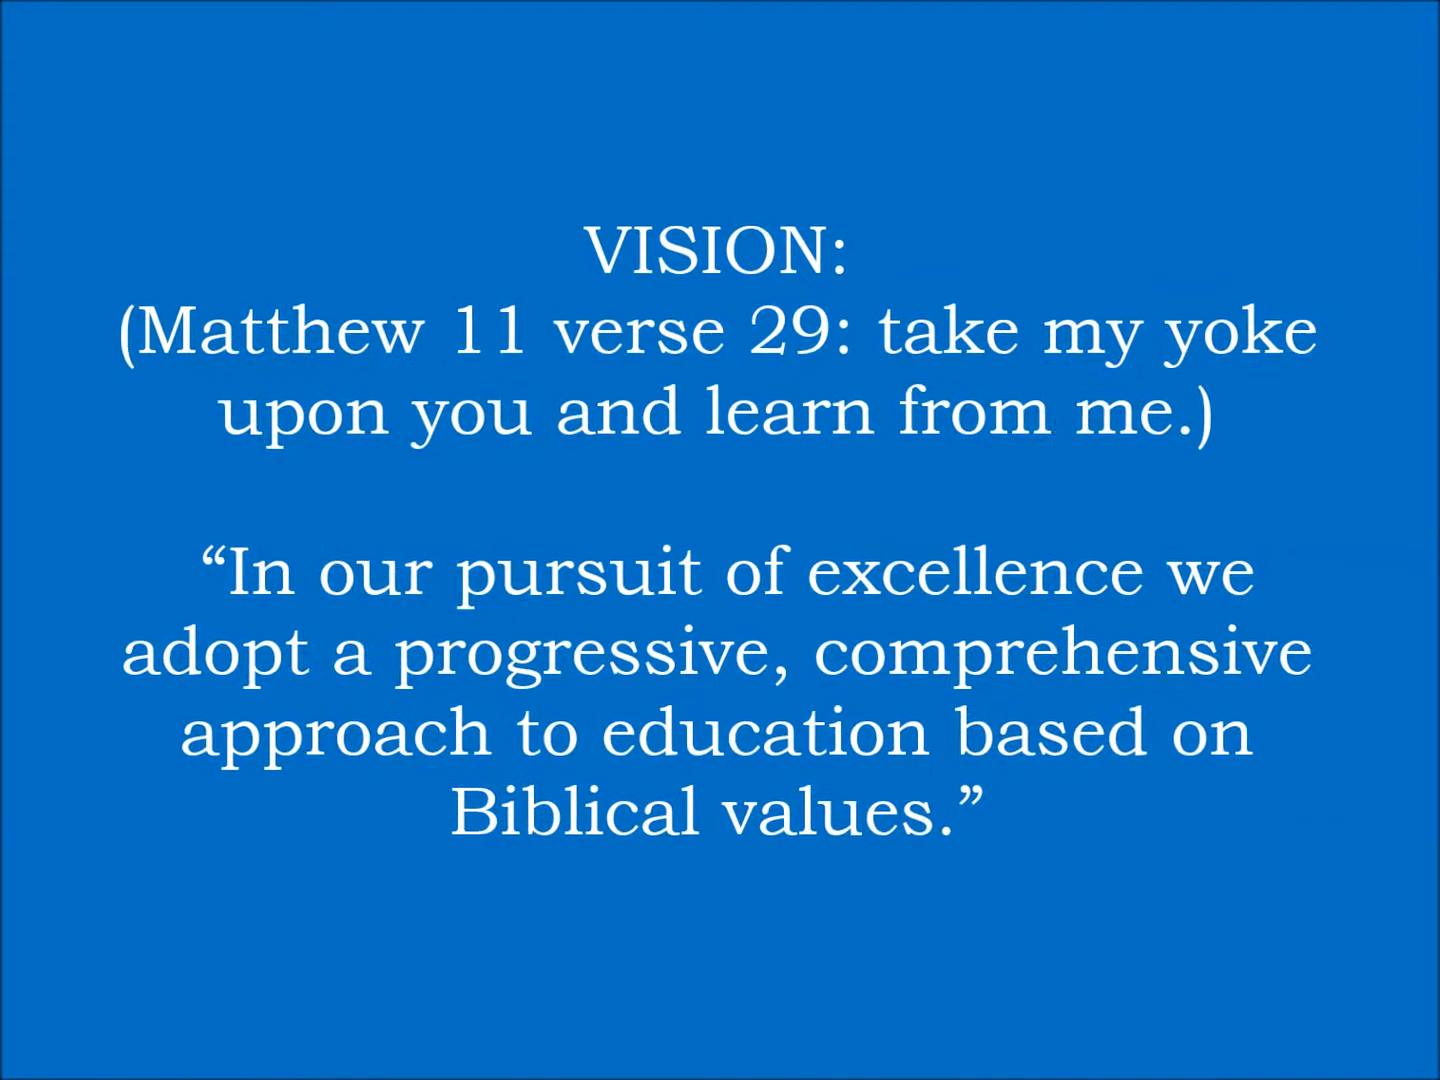 VISION:
(Matthew 11 verse 29: take my yoke
upon you and learn from me.)
“In our pursuit of excellence we
adopt a progressive, comprehensive
approach to education based on
Biblical values.”